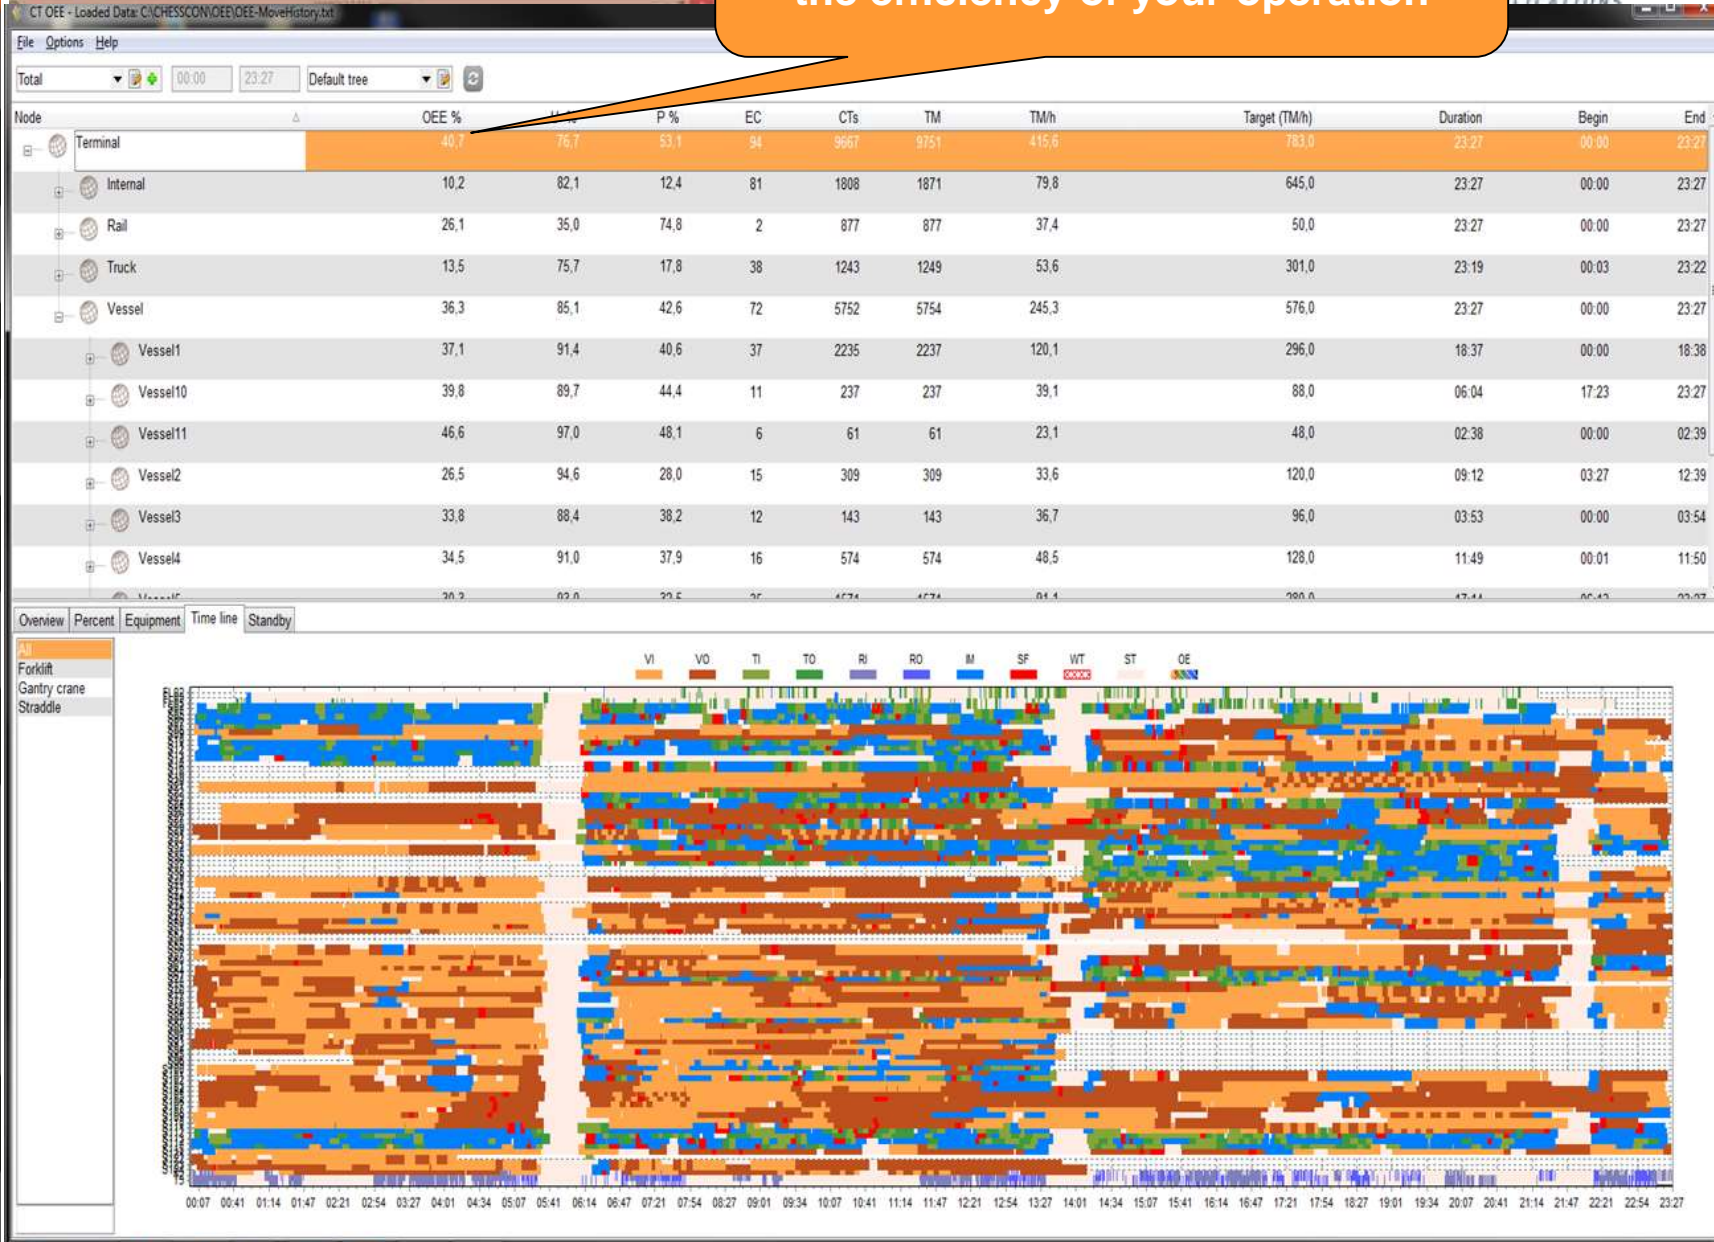 the efficiency of your operation
CT OEE - Loaded Data: C:\CHESSCON\OEE\OEE-MoveHistory.txt
File Options Help
Total 00:00 23:27 Default tree
Node OEE % P % EC CTs TM TM/h Target (TM/h) Duration Begin End
Terminal 40,7 76,7 53,1 94 9667 9751 415,6 783,0 23:27 00:00 23:27
Internal 10,2 82,1 12,4 81 1808 1871 79,8 645,0 23:27 00:00 23:27
Rail 26,1 35,0 74,8 2 877 877 37,4 50,0 23:27 00:00 23:27
Truck 13,5 75,7 17,8 38 1243 1249 53,6 301,0 23:19 00:03 23:22
Vessel 36,3 85,1 42,6 72 5752 5754 245,3 576,0 23:27 00:00 23:27
Vessel1 37,1 91,4 40,6 37 2235 2237 120,1 296,0 18:37 00:00 18:38
Vessel10 39,8 89,7 44,4 11 237 237 39,1 88,0 06:04 17:23 23:27
Vessel11 46,6 97,0 48,1 6 61 61 23,1 48,0 02:38 00:00 02:39
Vessel2 26,5 94,6 28,0 15 309 309 33,6 120,0 09:12 03:27 12:39
Vessel3 33,8 88,4 38,2 12 143 143 36,7 96,0 03:53 00:00 03:54
Vessel4 34,5 91,0 37,9 16 574 574 48,5 128,0 11:49 00:01 11:50
Overview Percent Equipment Time line Standby
All
Forklift
Gantry crane
Straddle
VI VO TI TO RI RO IM SF WT ST OE
00:07 00:41 01:14 01:47 02:21 02:54 03:27 04:01 04:34 05:07 05:41 06:14 06:47 07:21 07:54 08:27 09:01 09:34 10:07 10:41 11:14 11:47 12:21 12:54 13:27 14:01 14:34 15:07 15:41 16:14 16:47 17:21 17:54 18:27 19:01 19:34 20:07 20:41 21:14 21:47 22:21 22:54 23:27